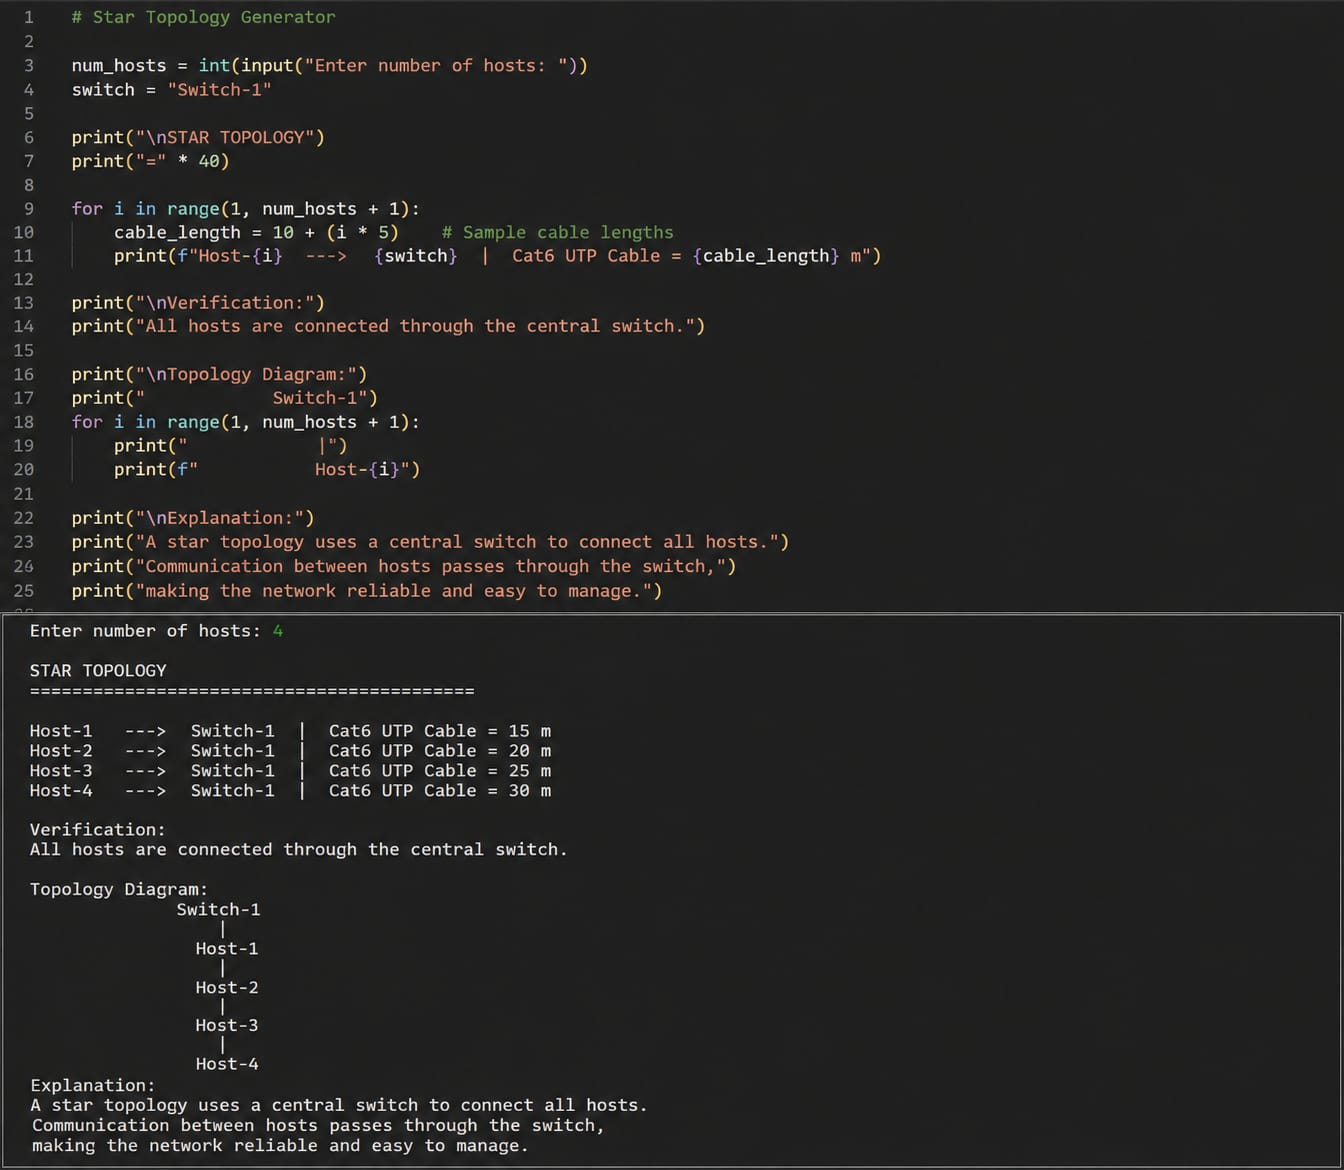 1 # Star Topology Generator
2
3 num_hosts = int(input("Enter number of hosts: "))
4 switch = "Switch-1"
5
6 print("\nSTAR TOPOLOGY")
7 print("=" * 40)
8
9 for i in range(1, num_hosts + 1):
10     cable_length = 10 + (i * 5)    # Sample cable lengths
11     print(f"Host-{i}  --->  {switch}  |  Cat6 UTP Cable = {cable_length} m")
12
13 print("\nVerification:")
14 print("All hosts are connected through the central switch.")
15
16 print("\nTopology Diagram:")
17 print("            Switch-1")
18 for i in range(1, num_hosts + 1):
19     print("            |")
20     print(f"           Host-{i}")
21
22 print("\nExplanation:")
23 print("A star topology uses a central switch to connect all hosts.")
24 print("Communication between hosts passes through the switch,")
25 print("making the network reliable and easy to manage.")
Enter number of hosts: 4
STAR TOPOLOGY
==========================================
Host-1   --->  Switch-1  |  Cat6 UTP Cable = 15 m
Host-2   --->  Switch-1  |  Cat6 UTP Cable = 20 m
Host-3   --->  Switch-1  |  Cat6 UTP Cable = 25 m
Host-4   --->  Switch-1  |  Cat6 UTP Cable = 30 m
Verification:
All hosts are connected through the central switch.
Topology Diagram:
Switch-1
|
Host-1
|
Host-2
|
Host-3
|
Host-4
Explanation:
A star topology uses a central switch to connect all hosts.
Communication between hosts passes through the switch,
making the network reliable and easy to manage.